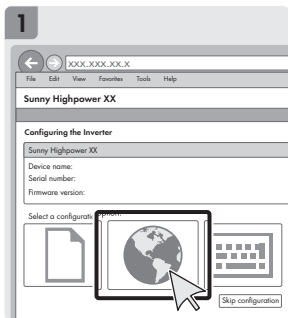 1
XXX.XXX.XX.X
File Edit View Favorites Tools Help
Sunny Highpower XX
Configuring the Inverter
Sunny Highpower XX
Device name:
Serial number:
Firmware version:
Select a configuratio option:
Skip configuration